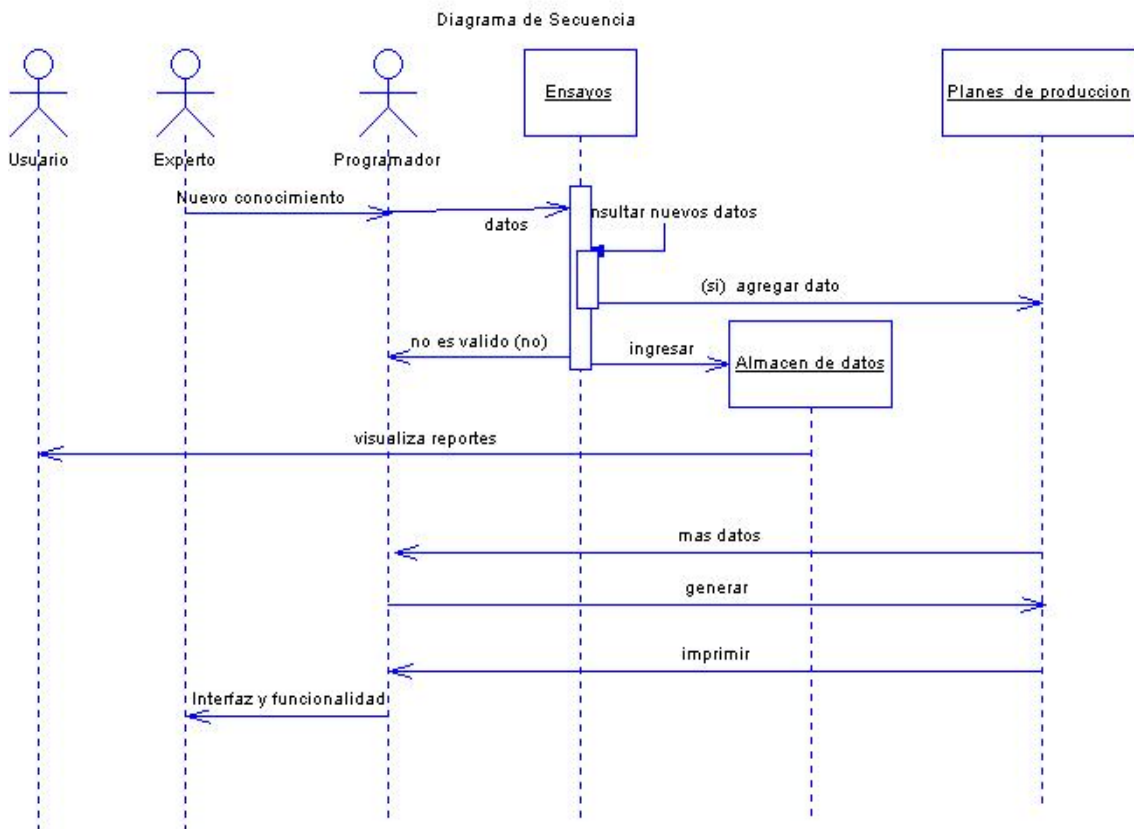 Diagrama de Secuencia
Ensayos
Planes de produccion
Usuario
Experto
Programador
Nuevo conocimiento
datos
nsultar nuevos datos
(si) agregar dato
no es valido (no)
ingresar
Almacen de datos
visualiza reportes
mas datos
generar
imprimir
Interfaz y funcionalidad